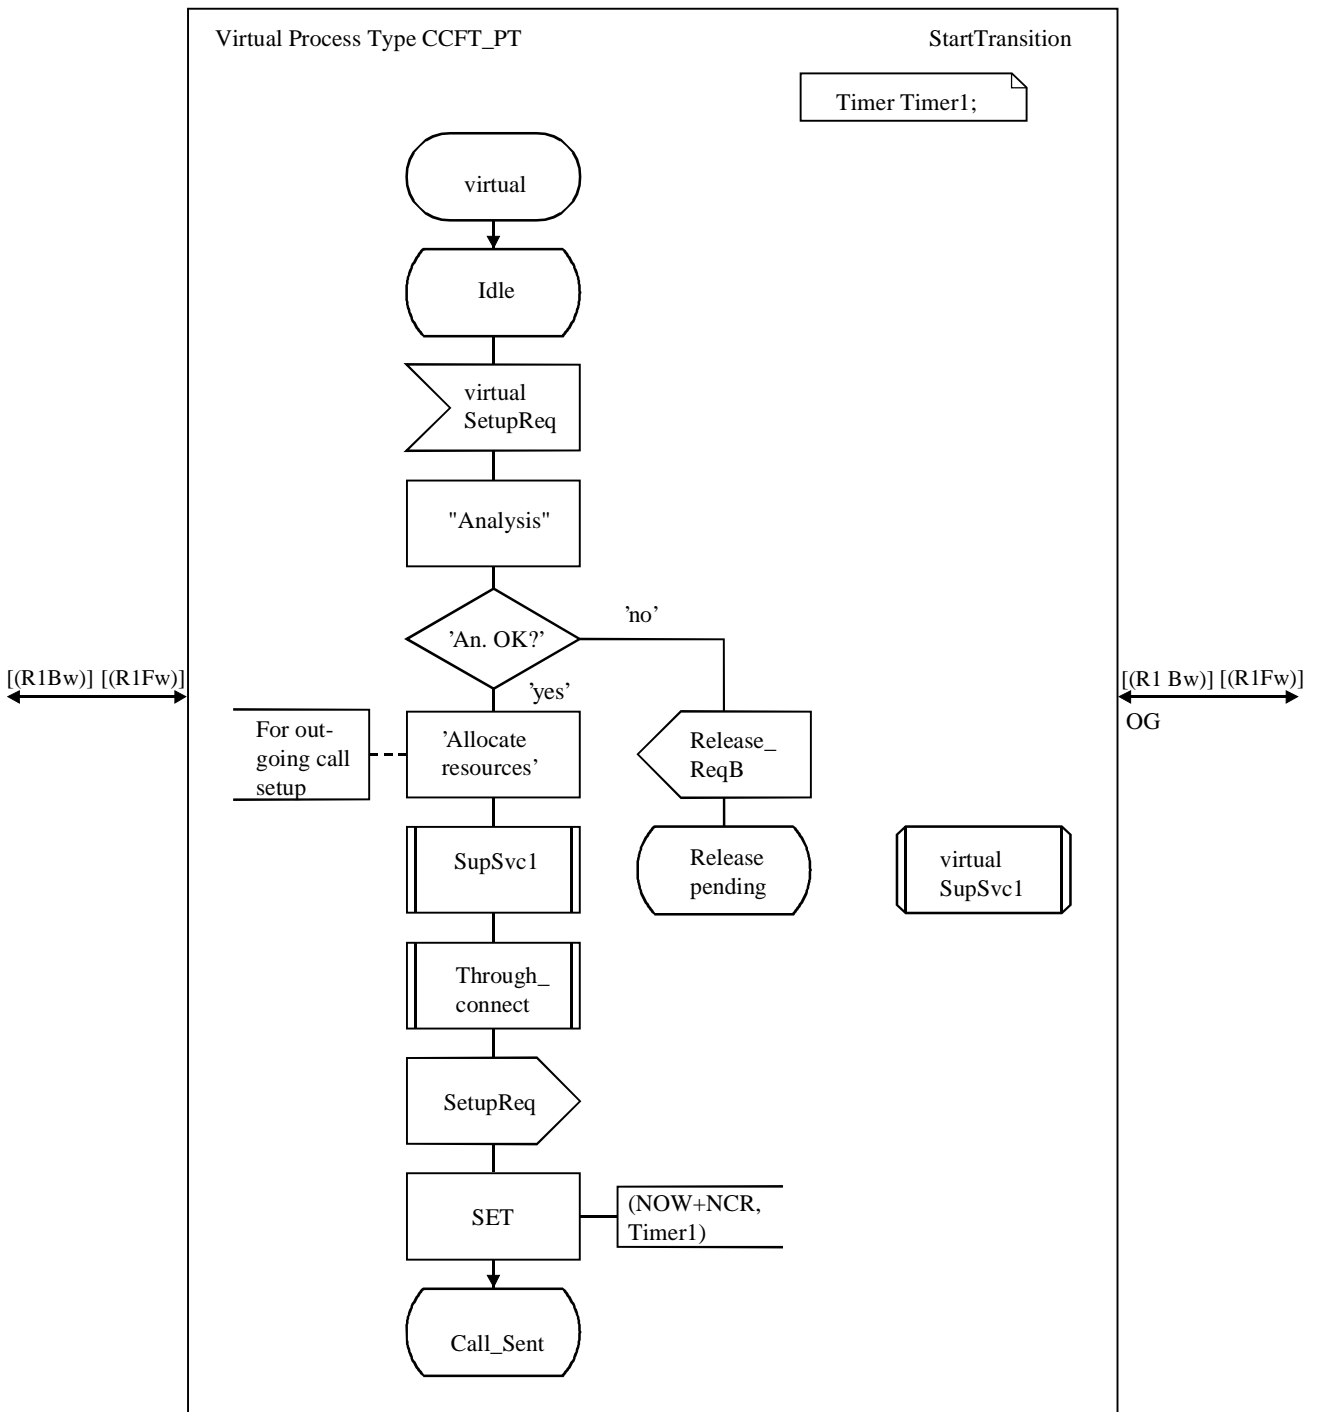 Virtual Process Type CCFT_PT
StartTransition
Timer Timer1;
virtual
Idle
virtual
SetupReq
"Analysis"
’An. OK?’
’no’
’yes’
[(R1Bw)] [(R1Fw)]
[(R1 Bw)] [(R1Fw)]
OG
For out-
going call
setup
’Allocate
resources’
Release_
ReqB
SupSvc1
Release
pending
virtual
SupSvc1
Through_
connect
SetupReq
SET
(NOW+NCR,
Timer1)
Call_Sent